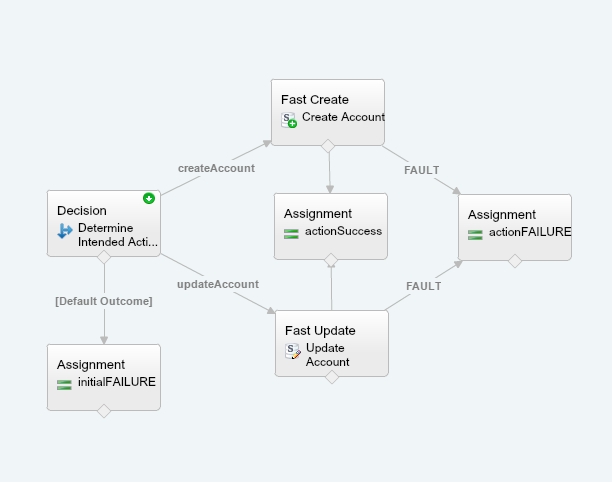 Fast Create
Create Account
createAccount
FAULT
Decision
Determine
Intended Acti...
Assignment
actionSuccess
Assignment
actionFAILURE
updateAccount
FAULT
[Default Outcome]
Fast Update
Update
Account
Assignment
initialFAILURE